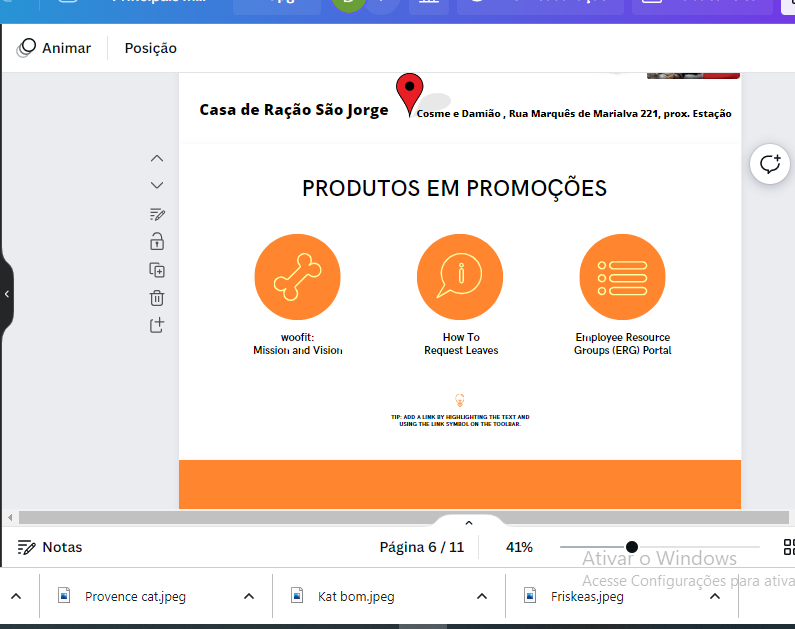 Animar
Posição
Casa de Ração São Jorge
Cosme e Damião , Rua Marquês de Marialva 221, prox. Estação
PRODUTOS EM PROMOÇÕES
woofit:
Mission and Vision
How To
Request Leaves
Employee Resource
Groups (ERG) Portal
TIP: ADD A LINK BY HIGHLIGHTING THE TEXT AND
USING THE LINK SYMBOL ON THE TOOLBAR.
Notas
Página 6 / 11
41%
Ativar o Windows
Acesse Configurações para ativa
Provence cat.jpeg
Kat bom.jpeg
Friskeas.jpeg